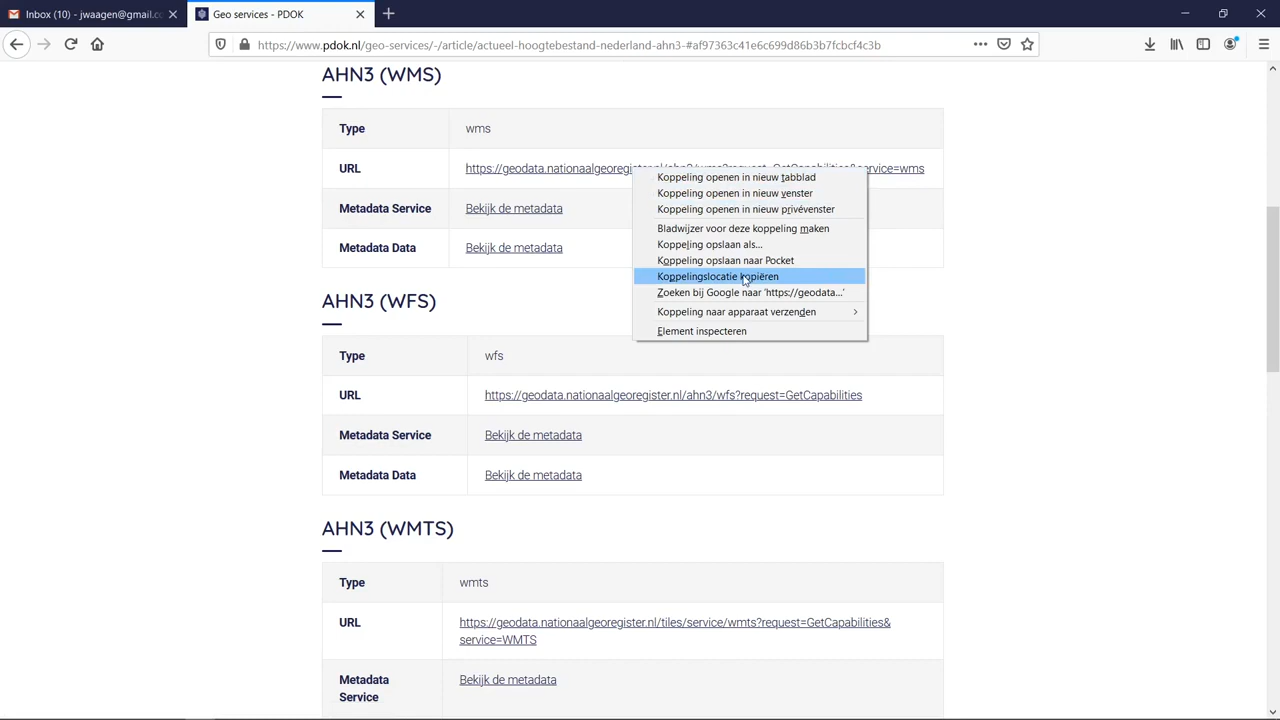 Inbox (10) - jwaagen@gmail.co
Geo services - PDOK
https://www.pdok.nl/geo-services/-/article/actueel-hoogtebestand-nederland-ahn3-#af97363c41e6c699d86b3b7fcbcf4c3b
AHN3 (WMS)
Type wms
URL https://geodata.nationaalgeoregister.nl/ahn3/wms?request=GetCapabilities&service=wms
Metadata Service Bekijk de metadata
Metadata Data Bekijk de metadata
Koppeling openen in nieuw tabblad
Koppeling openen in nieuw venster
Koppeling openen in nieuw privévenster
Bladwijzer voor deze koppeling maken
Koppeling opslaan als...
Koppeling opslaan naar Pocket
Koppelingslocatie kopiëren
Zoeken bij Google naar 'https://geodata...'
Koppeling naar apparaat verzenden
Element inspecteren
AHN3 (WFS)
Type wfs
URL https://geodata.nationaalgeoregister.nl/ahn3/wfs?request=GetCapabilities
Metadata Service Bekijk de metadata
Metadata Data Bekijk de metadata
AHN3 (WMTS)
Type wmts
URL https://geodata.nationaalgeoregister.nl/tiles/service/wmts?request=GetCapabilities&
service=WMTS
Metadata Bekijk de metadata
Service